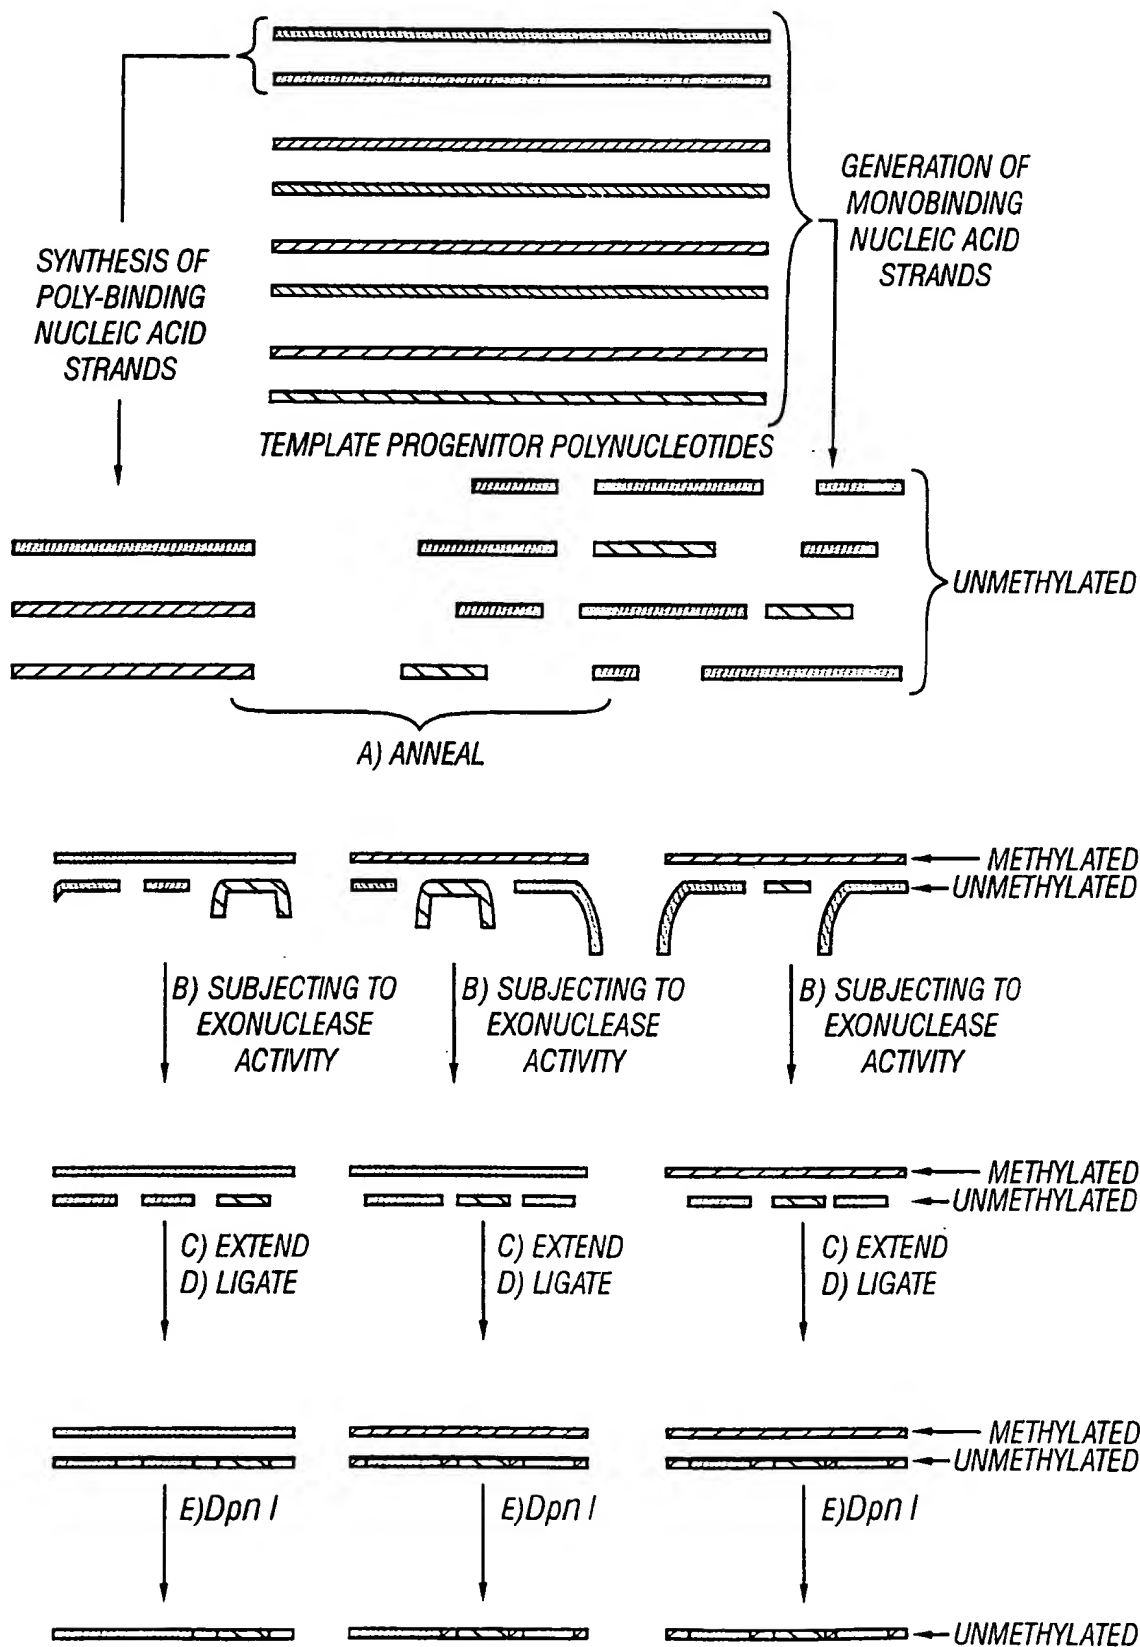 GENERATION OF
MONOBINDING
NUCLEIC ACID
STRANDS
SYNTHESIS OF
POLY-BINDING
NUCLEIC ACID
STRANDS
TEMPLATE PROGENITOR POLYNUCLEOTIDES
UNMETHYLATED
A) ANNEAL
METHYLATED
UNMETHYLATED
B) SUBJECTING TO
EXONUCLEASE
ACTIVITY
B) SUBJECTING TO
EXONUCLEASE
ACTIVITY
B) SUBJECTING TO
EXONUCLEASE
ACTIVITY
METHYLATED
UNMETHYLATED
C) EXTEND
D) LIGATE
C) EXTEND
D) LIGATE
C) EXTEND
D) LIGATE
METHYLATED
UNMETHYLATED
E)Dpn I
E)Dpn I
E)Dpn I
UNMETHYLATED